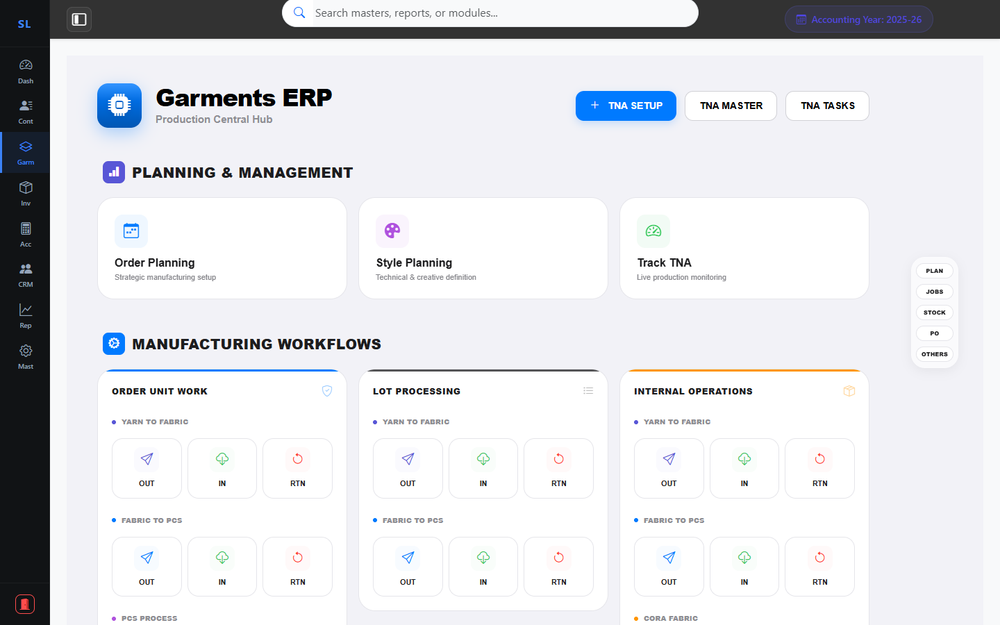 SL
Search masters, reports, or modules...
Accounting Year: 2025-26
Dash
Cont
Garm
Inv
Acc
CRM
Rep
Mast
Garments ERP
Production Central Hub
TNA SETUP
TNA MASTER
TNA TASKS
PLANNING & MANAGEMENT
Order Planning
Strategic manufacturing setup
Style Planning
Technical & creative definition
Track TNA
Live production monitoring
PLAN
JOBS
STOCK
PO
OTHERS
MANUFACTURING WORKFLOWS
ORDER UNIT WORK
YARN TO FABRIC
OUT
IN
RTN
FABRIC TO PCS
OUT
IN
RTN
PCS PROCESS
LOT PROCESSING
YARN TO FABRIC
OUT
IN
RTN
FABRIC TO PCS
OUT
IN
RTN
INTERNAL OPERATIONS
YARN TO FABRIC
OUT
IN
RTN
FABRIC TO PCS
OUT
IN
RTN
CORA FABRIC